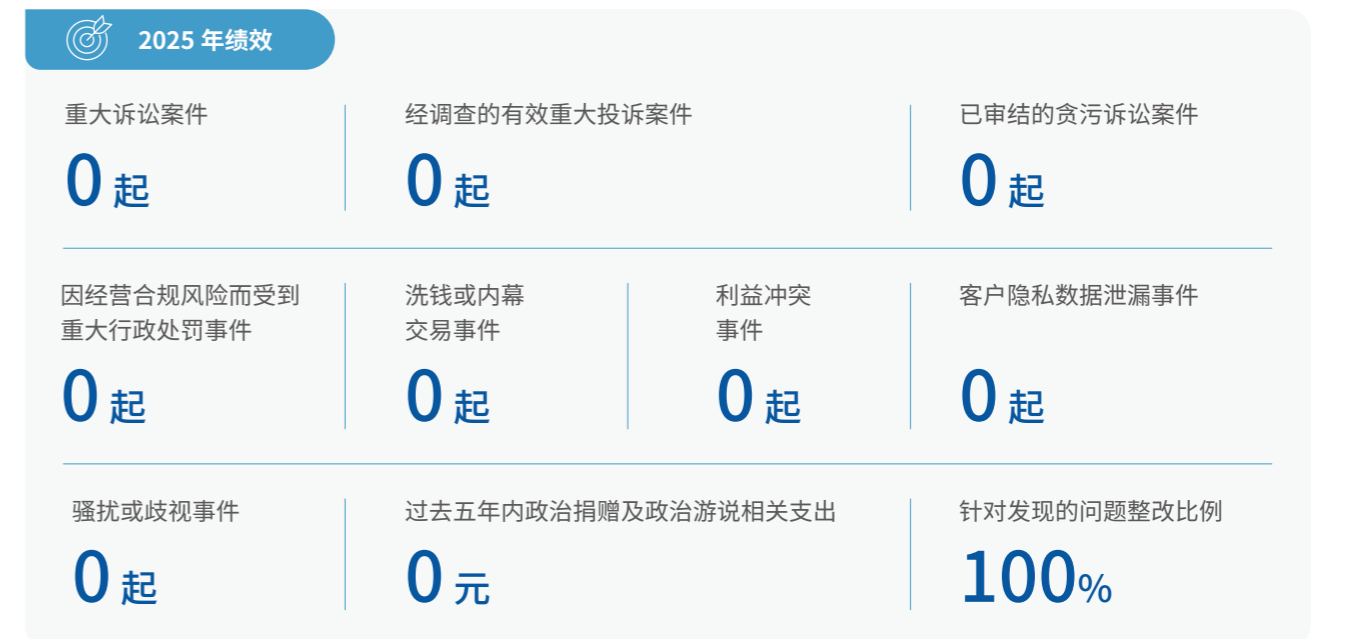 2025 年绩效
重大诉讼案件
0 起
经调查的有效重大投诉案件
0 起
已审结的贪污诉讼案件
0 起
因经营合规风险而受到
重大行政处罚事件
0 起
洗钱或内幕
交易事件
0 起
利益冲突
事件
0 起
客户隐私数据泄漏事件
0 起
骚扰或歧视事件
0 起
过去五年内政治捐赠及政治游说相关支出
0 元
针对发现的问题整改比例
100%